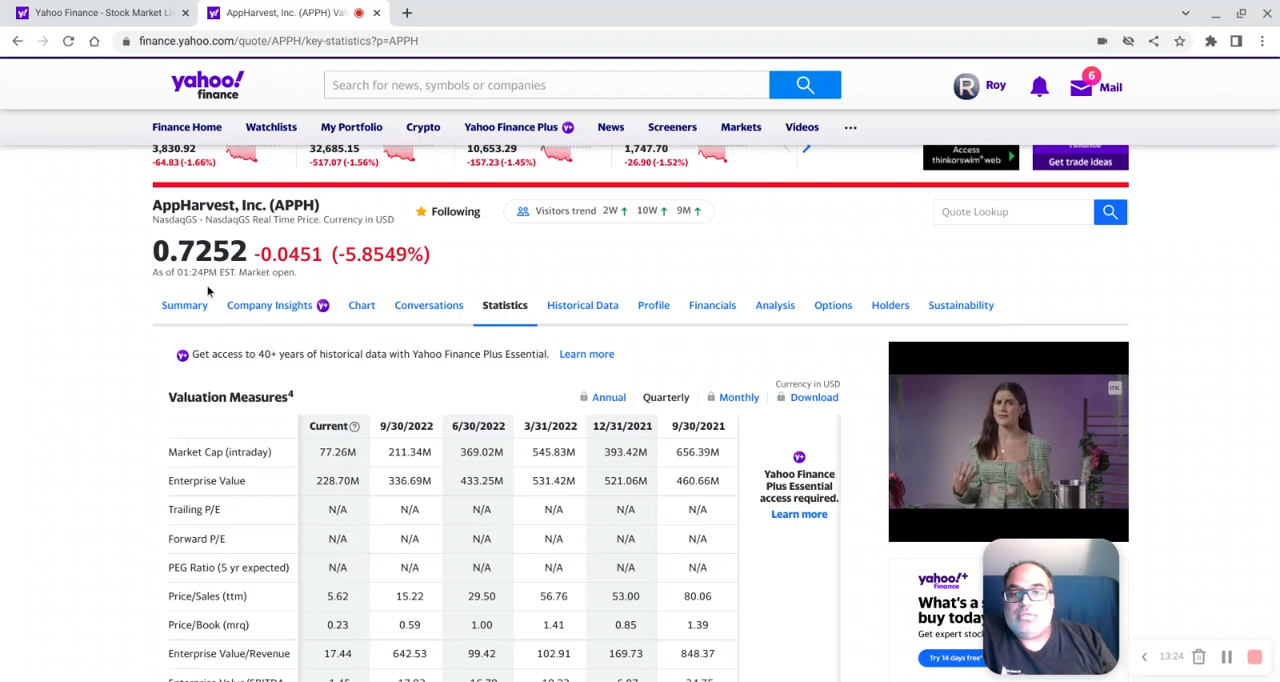 Yahoo Finance - Stock Market Li
AppHarvest, Inc. (APPH) Valu
finance.yahoo.com/quote/APPH/key-statistics?p=APPH
yahoo!
finance
Search for news, symbols or companies
R
Roy
6
Mail
Finance Home Watchlists My Portfolio Crypto Yahoo Finance Plus News Screeners Markets Videos
3,830.92 32,685.15 10,653.29 1,747.70
-64.83 (-1.66%) -517.07 (-1.56%) -157.23 (-1.45%) -26.90 (-1.52%)
Access
thinkorswim® web
Get trade ideas
AppHarvest, Inc. (APPH)
NasdaqGS - NasdaqGS Real Time Price. Currency in USD
Following
Visitors trend 2W 10W 9M
Quote Lookup
0.7252 -0.0451 (-5.8549%)
As of 01:24PM EST. Market open.
Summary Company Insights Chart Conversations Statistics Historical Data Profile Financials Analysis Options Holders Sustainability
Get access to 40+ years of historical data with Yahoo Finance Plus Essential. Learn more
Currency in USD
Valuation Measures4 Annual Quarterly Monthly Download
Current 9/30/2022 6/30/2022 3/31/2022 12/31/2021 9/30/2021
Market Cap (intraday) 77.26M 211.34M 369.02M 545.83M 393.42M 656.39M
Enterprise Value 228.70M 336.69M 433.25M 531.42M 521.06M 460.66M
Trailing P/E N/A N/A N/A N/A N/A N/A
Forward P/E N/A N/A N/A N/A N/A N/A
PEG Ratio (5 yr expected) N/A N/A N/A N/A N/A N/A
Price/Sales (ttm) 5.62 15.22 29.50 56.76 53.00 80.06
Price/Book (mrq) 0.23 0.59 1.00 1.41 0.85 1.39
Enterprise Value/Revenue 17.44 642.53 99.42 102.91 169.73 848.37
Yahoo Finance
Plus Essential
access required.
Learn more
yahoo!+
finance
What's a s
buy today
Get expert stoc
Try 14 days free*
13:24